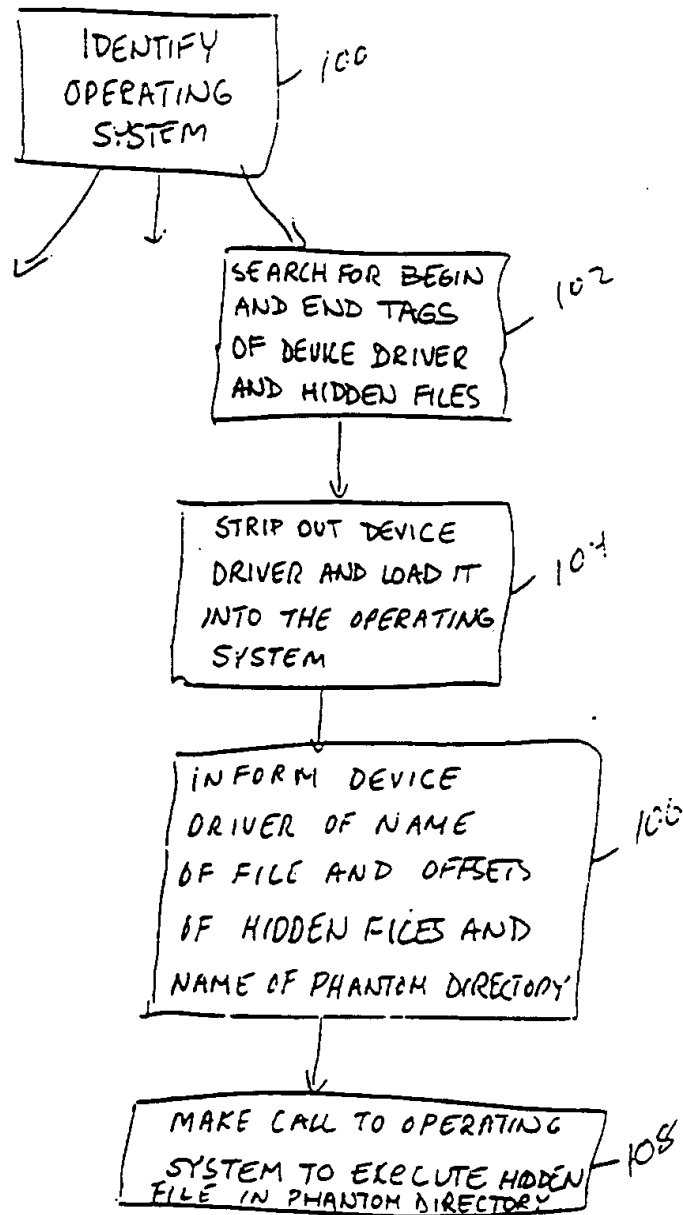 IDENTIFY
OPERATING
SYSTEM
100
SEARCH FOR BEGIN
AND END TAGS
OF DEVICE DRIVER
AND HIDDEN FILES
102
STRIP OUT DEVICE
DRIVER AND LOAD IT
INTO THE OPERATING
SYSTEM
104
INFORM DEVICE
DRIVER OF NAME
OF FILE AND OFFSETS
OF HIDDEN FILES AND
NAME OF PHANTOM DIRECTORY
106
MAKE CALL TO OPERATING
SYSTEM TO EXECUTE HIDDEN
FILE IN PHANTOM DIRECTORY
108